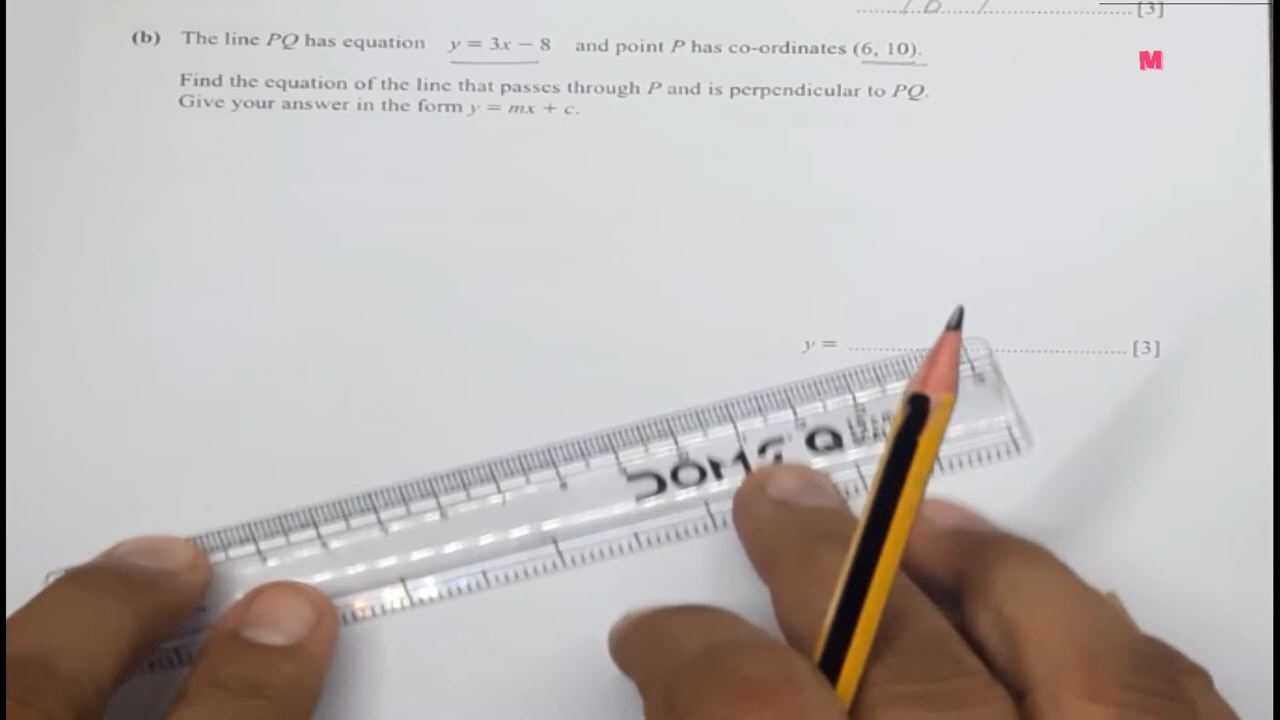 [3]
(b) The line PQ has equation y = 3x − 8 and point P has co-ordinates (6, 10).
M
Find the equation of the line that passes through P and is perpendicular to PQ.
Give your answer in the form y = mx + c.
y = .................................................. [3]
DOMS Q